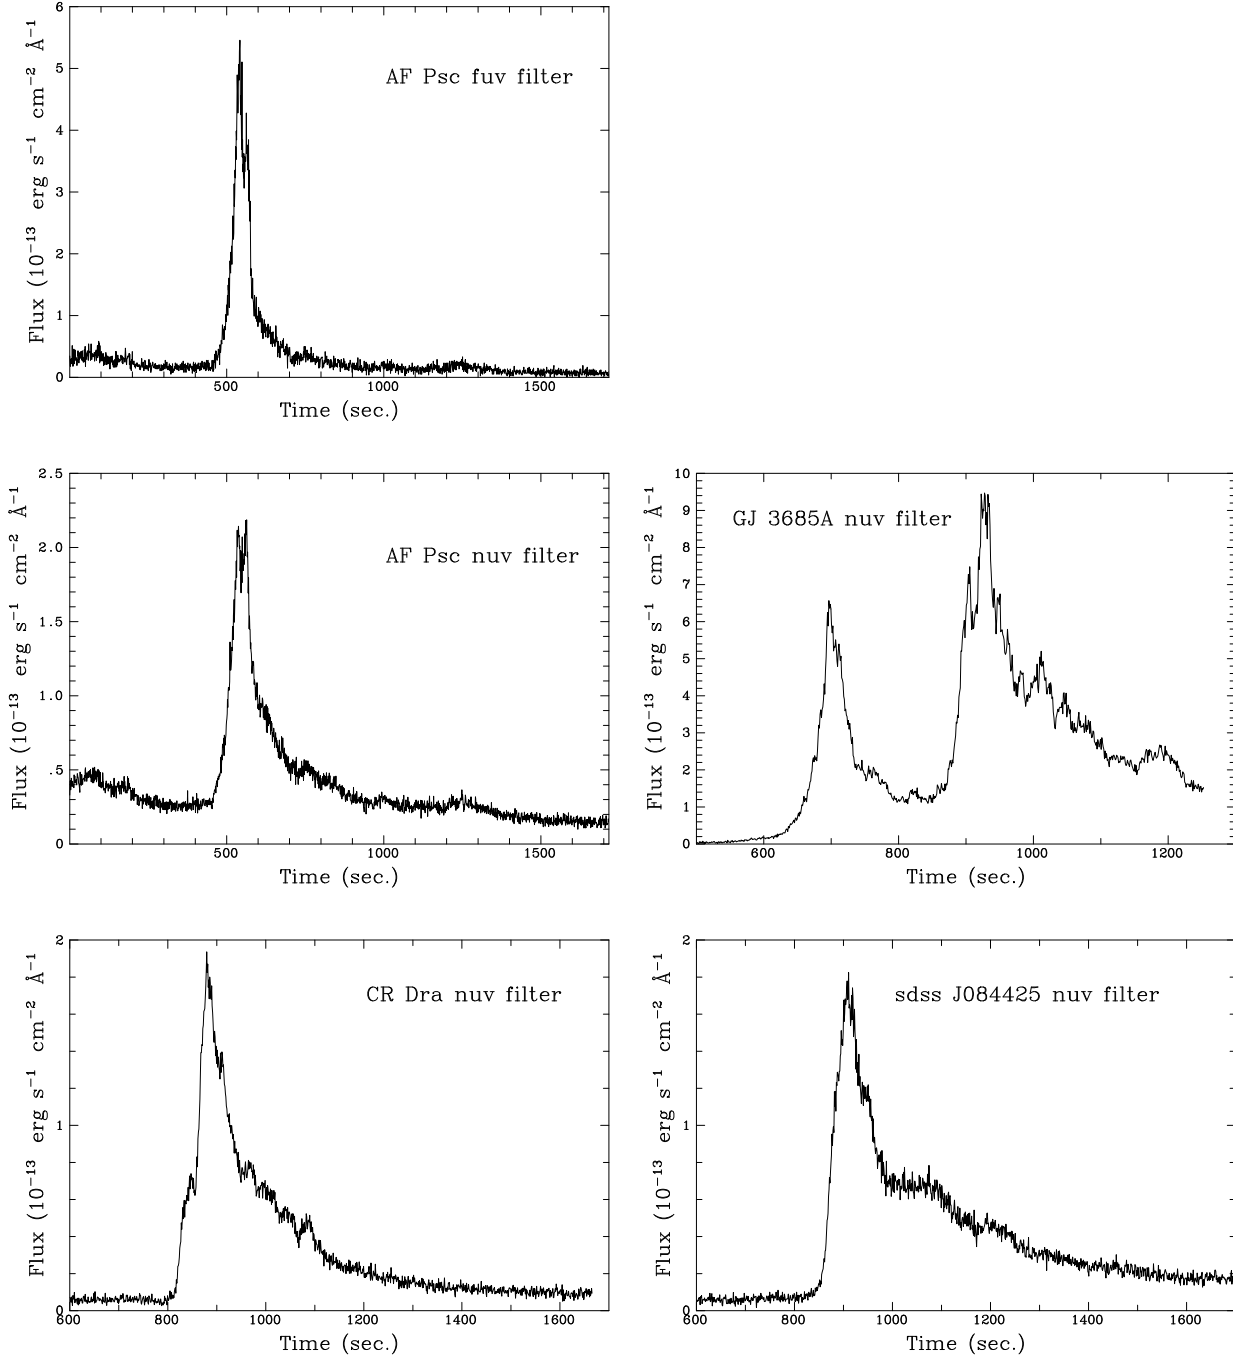 6
5
4
3
2
1
0
Flux (10⁻¹³ erg s⁻¹ cm⁻² Å⁻¹)
AF Psc fuv filter
500 1000 1500
Time (sec.)
2.5
2.0
1.5
1.0
.5
0
Flux (10⁻¹³ erg s⁻¹ cm⁻² Å⁻¹)
AF Psc nuv filter
500 1000 1500
Time (sec.)
10
9
8
7
6
5
4
3
2
1
0
Flux (10⁻¹³ erg s⁻¹ cm⁻² Å⁻¹)
GJ 3685A nuv filter
600 800 1000 1200
Time (sec.)
2
1
0
Flux (10⁻¹³ erg s⁻¹ cm⁻² Å⁻¹)
CR Dra nuv filter
600 800 1000 1200 1400 1600
Time (sec.)
2
1
0
Flux (10⁻¹³ erg s⁻¹ cm⁻² Å⁻¹)
sdss J084425 nuv filter
600 800 1000 1200 1400 1600
Time (sec.)